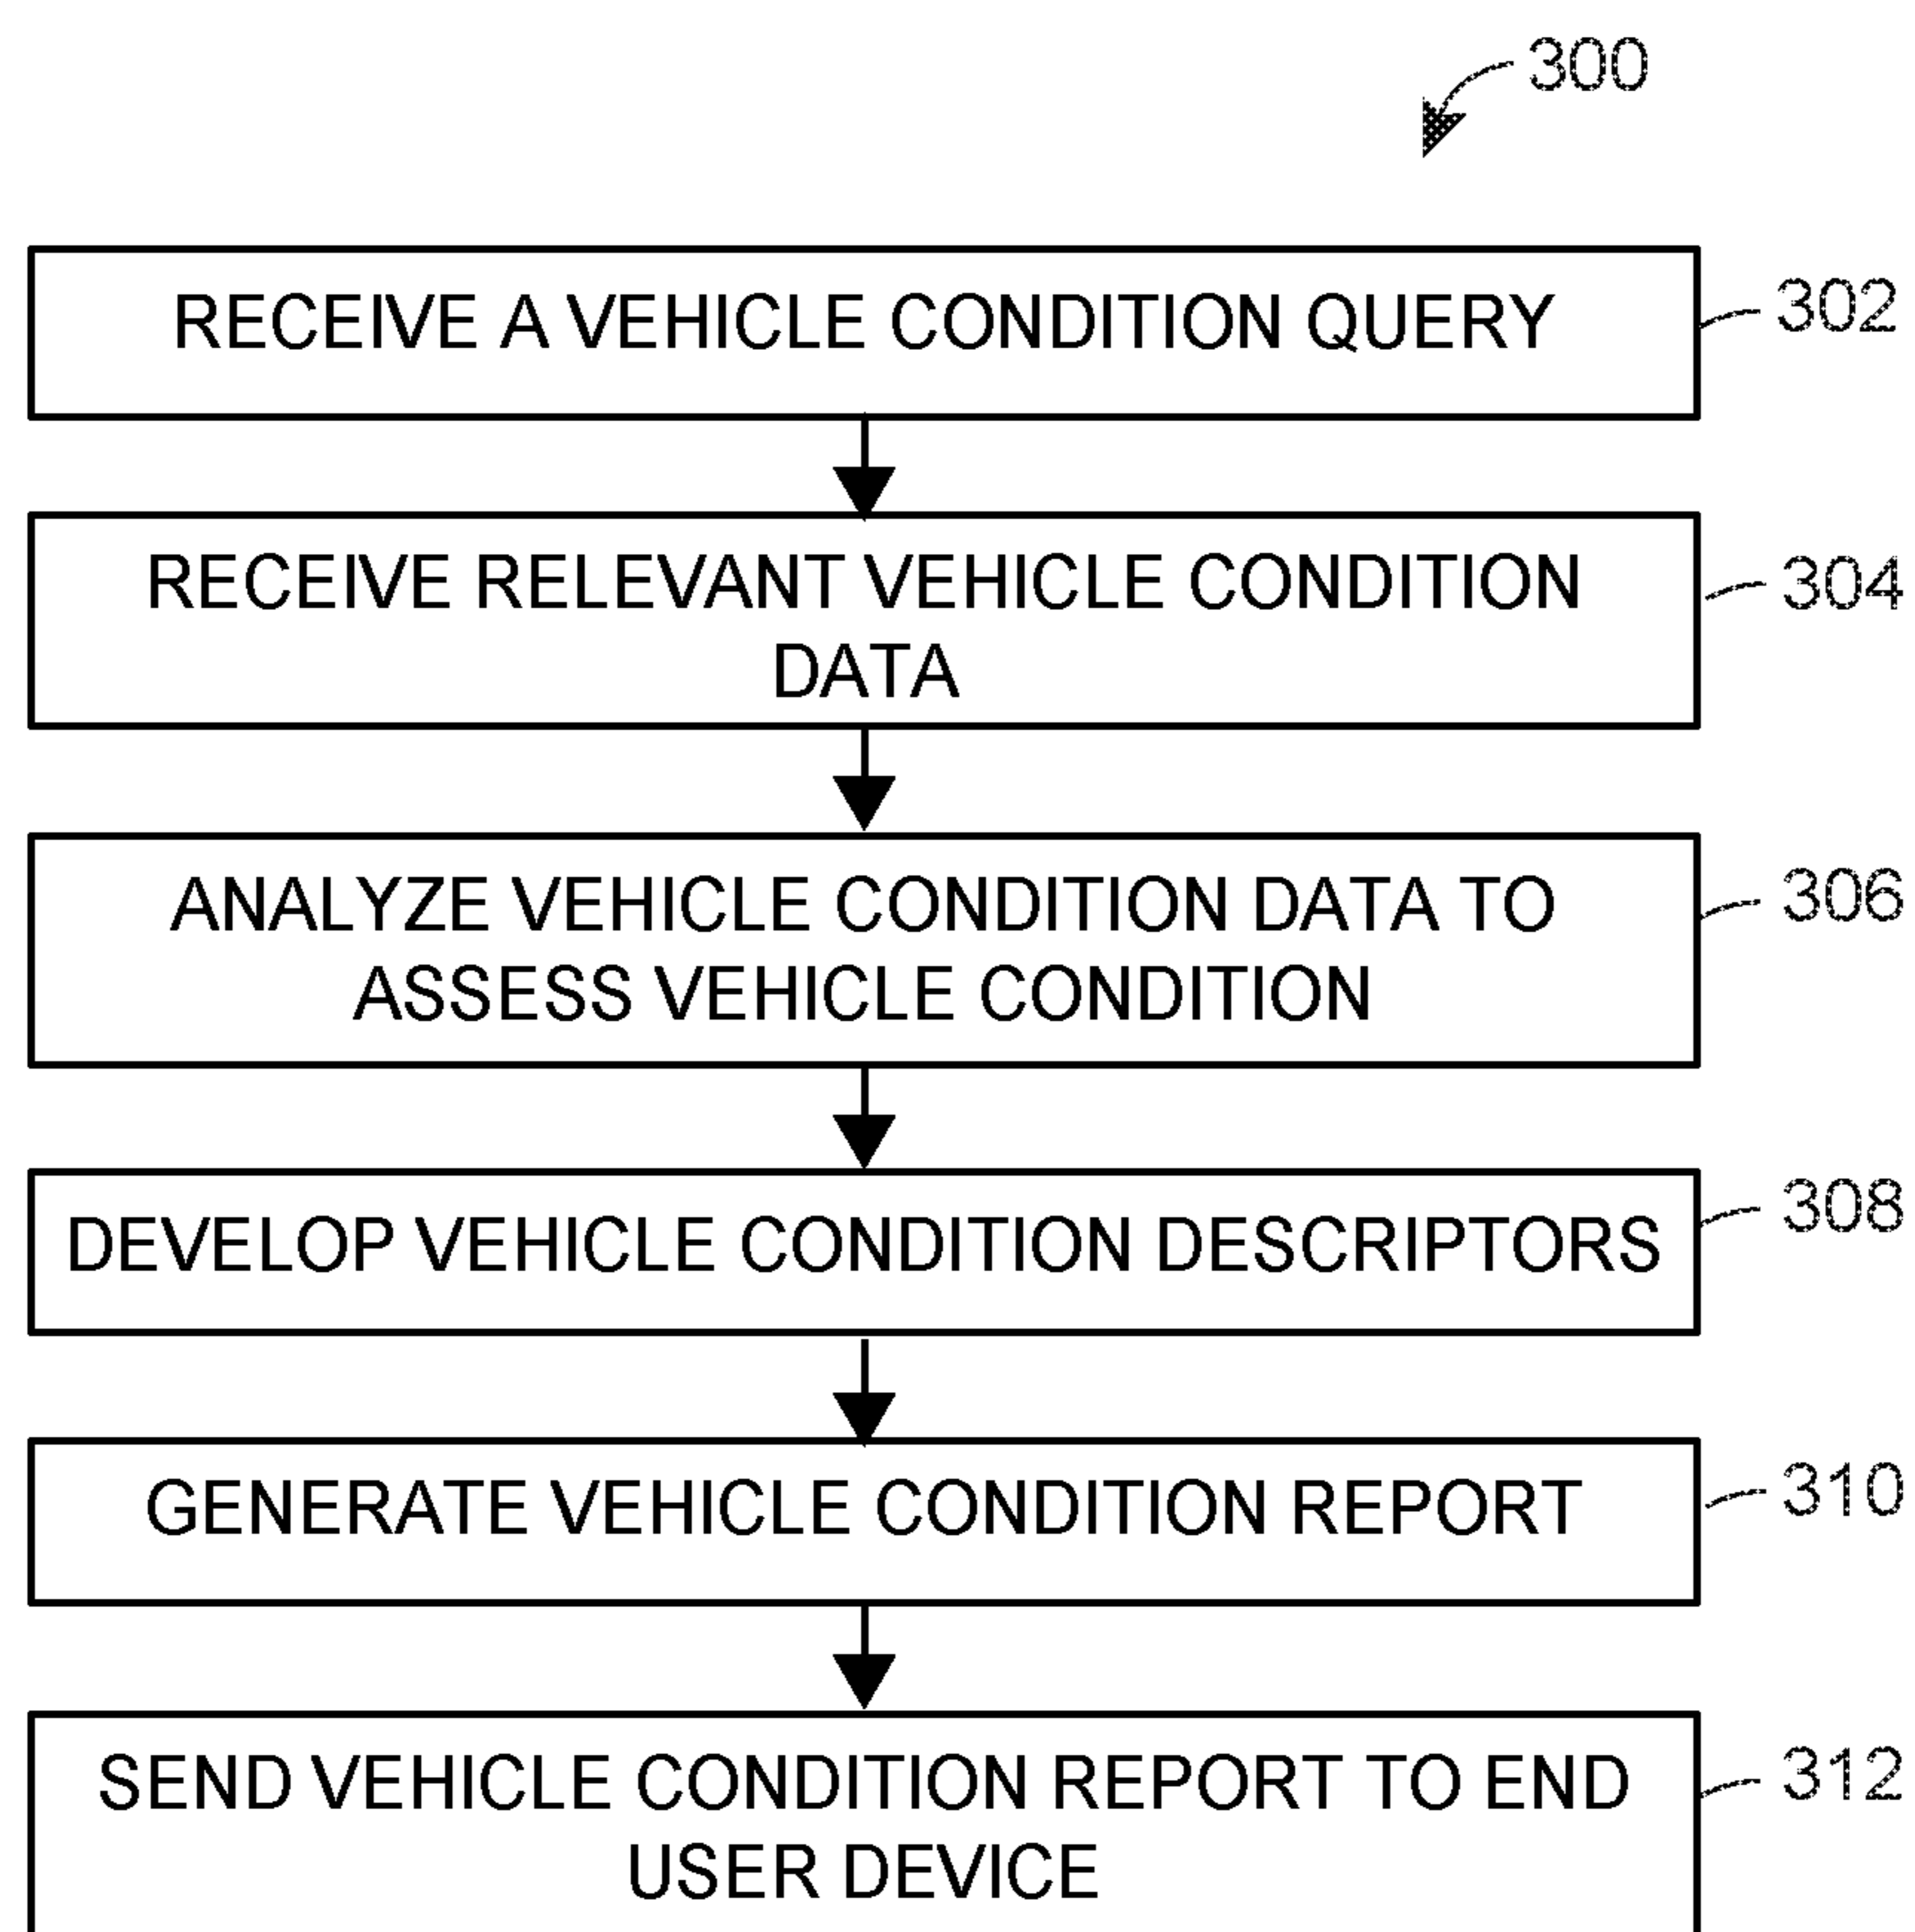 300
RECEIVE A VEHICLE CONDITION QUERY
302
RECEIVE RELEVANT VEHICLE CONDITION
DATA
304
ANALYZE VEHICLE CONDITION DATA TO
ASSESS VEHICLE CONDITION
306
DEVELOP VEHICLE CONDITION DESCRIPTORS
308
GENERATE VEHICLE CONDITION REPORT
310
SEND VEHICLE CONDITION REPORT TO END
USER DEVICE
312